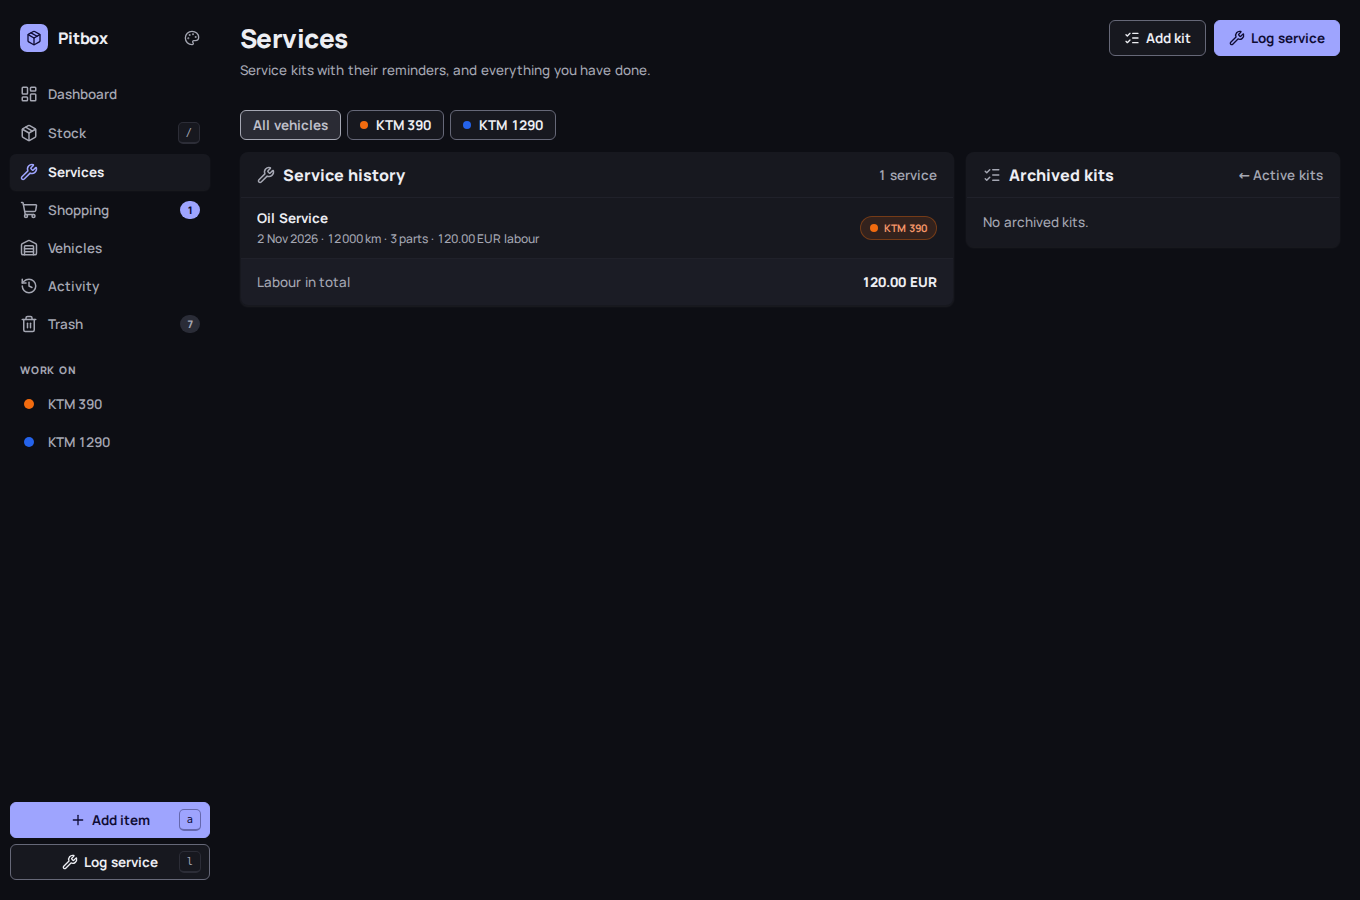 Pitbox
Dashboard
Stock /
Services
Shopping 1
Vehicles
Activity
Trash 7
WORK ON
KTM 390
KTM 1290
Add item a
Log service l
Services
Service kits with their reminders, and everything you have done.
Add kit
Log service
All vehicles
KTM 390
KTM 1290
Service history
1 service
Oil Service
2 Nov 2026 · 12 000 km · 3 parts · 120.00 EUR labour
KTM 390
Labour in total
120.00 EUR
Archived kits
← Active kits
No archived kits.